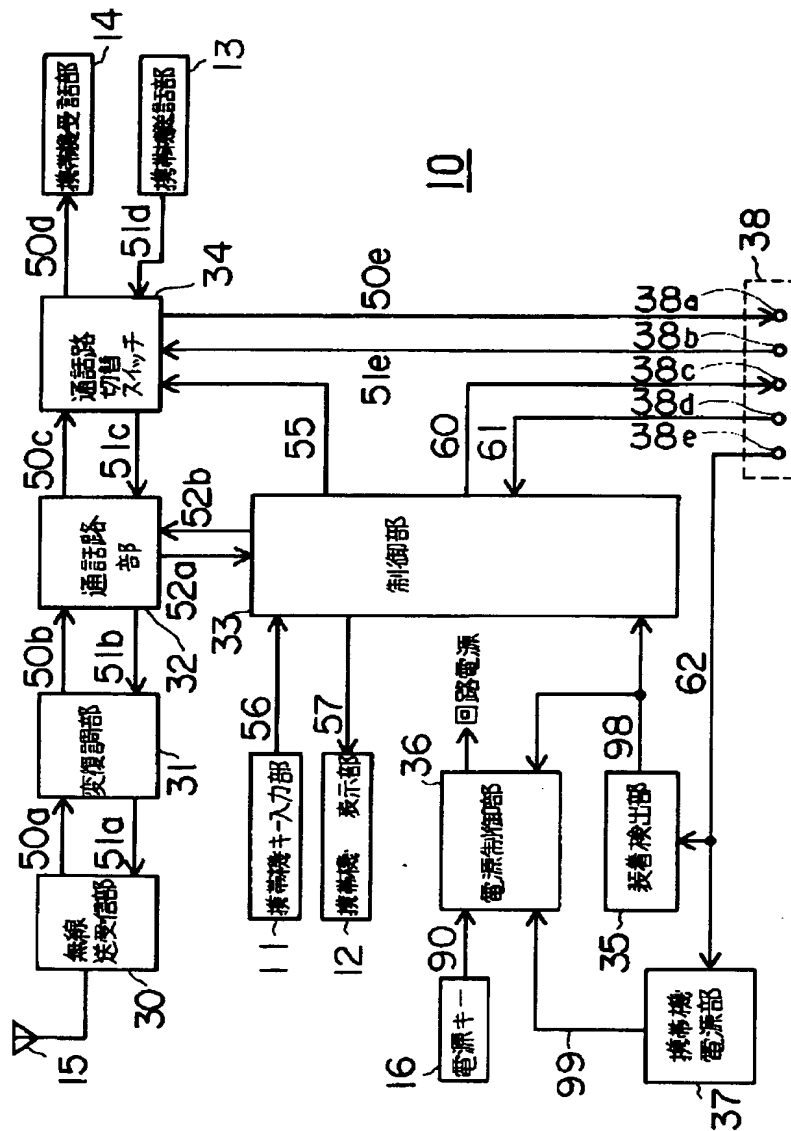 10
15
無線
送受信部
30
50a
51a
変復調部
31
50b
51b
通話路
部
32
50c
51c
通話路
切替
スイッチ
34
50d
51d
携帯機受話部
14
携帯機送話部
13
52a
52b
55
50e
51e
60
61
38
38a
38b
38c
38d
38e
制御部
33
11
携帯機キー入力部
56
12
携帯機 表示部
57
36
電源制御部
回路電源
16
電源キー
90
35
装着検出部
98
62
携帯機
電源部
37
99